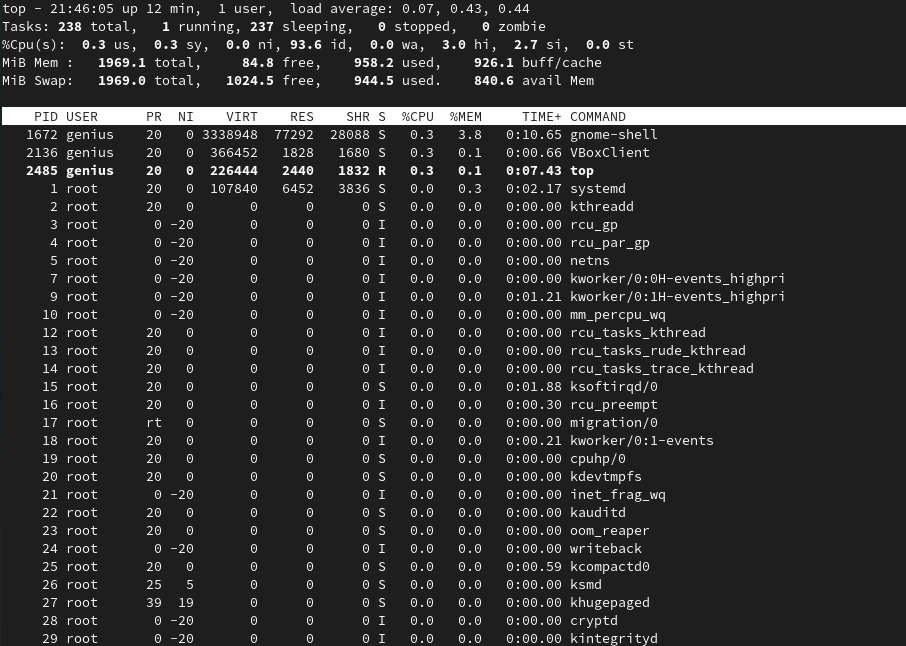 top - 21:46:05 up 12 min,  1 user,  load average: 0.07, 0.43, 0.44
Tasks: 238 total,   1 running, 237 sleeping,   0 stopped,   0 zombie
%Cpu(s):  0.3 us,  0.3 sy,  0.0 ni, 93.6 id,  0.0 wa,  3.0 hi,  2.7 si,  0.0 st
MiB Mem :   1969.1 total,     84.8 free,    958.2 used,    926.1 buff/cache
MiB Swap:   1969.0 total,   1024.5 free,    944.5 used.    840.6 avail Mem
PID USER      PR  NI    VIRT    RES    SHR S  %CPU  %MEM     TIME+ COMMAND
1672 genius    20   0 3338948  77292  28088 S   0.3   3.8   0:10.65 gnome-shell
2136 genius    20   0  366452   1828   1680 S   0.3   0.1   0:00.66 VBoxClient
2485 genius    20   0  226444   2440   1832 R   0.3   0.1   0:07.43 top
1 root      20   0  107840   6452   3836 S   0.0   0.3   0:02.17 systemd
2 root      20   0       0      0      0 S   0.0   0.0   0:00.00 kthreadd
3 root       0 -20       0      0      0 I   0.0   0.0   0:00.00 rcu_gp
4 root       0 -20       0      0      0 I   0.0   0.0   0:00.00 rcu_par_gp
5 root       0 -20       0      0      0 I   0.0   0.0   0:00.00 netns
7 root       0 -20       0      0      0 I   0.0   0.0   0:00.00 kworker/0:0H-events_highpri
9 root       0 -20       0      0      0 I   0.0   0.0   0:01.21 kworker/0:1H-events_highpri
10 root       0 -20       0      0      0 I   0.0   0.0   0:00.00 mm_percpu_wq
12 root      20   0       0      0      0 I   0.0   0.0   0:00.00 rcu_tasks_kthread
13 root      20   0       0      0      0 I   0.0   0.0   0:00.00 rcu_tasks_rude_kthread
14 root      20   0       0      0      0 I   0.0   0.0   0:00.00 rcu_tasks_trace_kthread
15 root      20   0       0      0      0 S   0.0   0.0   0:01.88 ksoftirqd/0
16 root      20   0       0      0      0 I   0.0   0.0   0:00.30 rcu_preempt
17 root      rt   0       0      0      0 S   0.0   0.0   0:00.00 migration/0
18 root      20   0       0      0      0 I   0.0   0.0   0:00.21 kworker/0:1-events
19 root      20   0       0      0      0 S   0.0   0.0   0:00.00 cpuhp/0
20 root      20   0       0      0      0 S   0.0   0.0   0:00.00 kdevtmpfs
21 root       0 -20       0      0      0 I   0.0   0.0   0:00.00 inet_frag_wq
22 root      20   0       0      0      0 S   0.0   0.0   0:00.00 kauditd
23 root      20   0       0      0      0 S   0.0   0.0   0:00.00 oom_reaper
24 root       0 -20       0      0      0 I   0.0   0.0   0:00.00 writeback
25 root      20   0       0      0      0 S   0.0   0.0   0:00.59 kcompactd0
26 root      25   5       0      0      0 S   0.0   0.0   0:00.00 ksmd
27 root      39  19       0      0      0 S   0.0   0.0   0:00.00 khugepaged
28 root       0 -20       0      0      0 I   0.0   0.0   0:00.00 cryptd
29 root       0 -20       0      0      0 I   0.0   0.0   0:00.00 kintegrityd